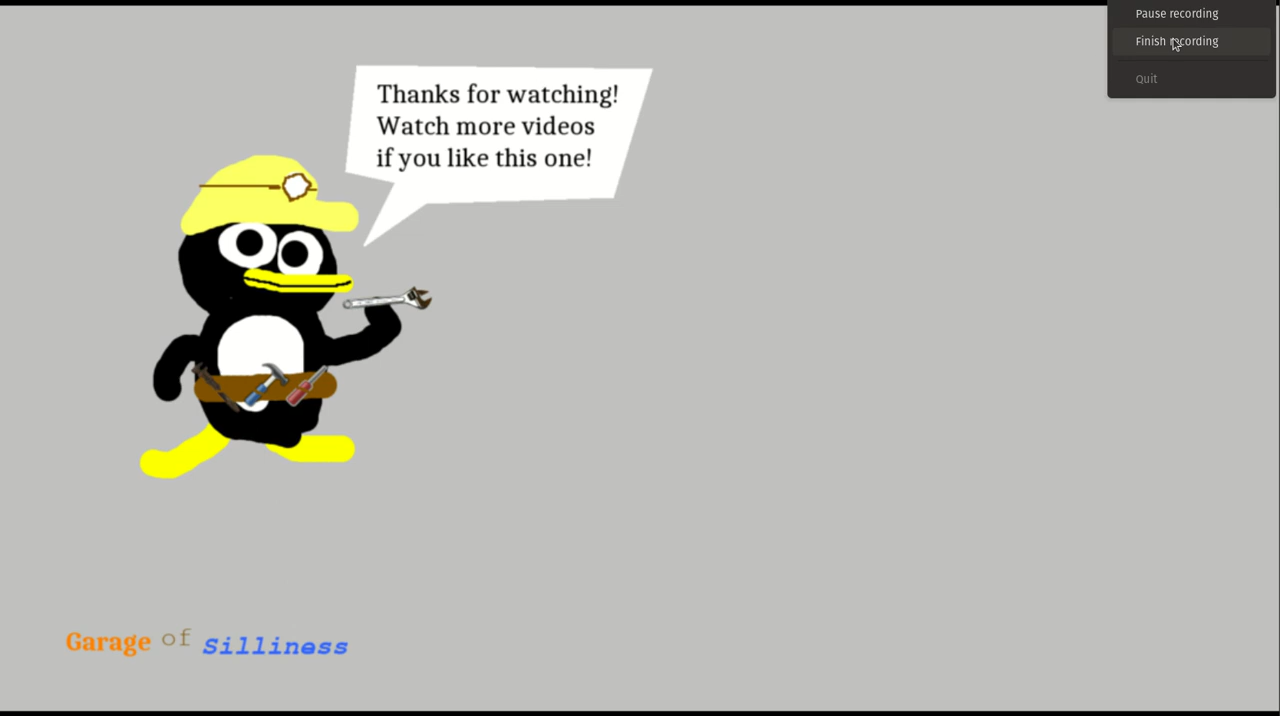 Pause recording
Finish recording
Quit
Thanks for watching!
Watch more videos
if you like this one!
Garage of Silliness